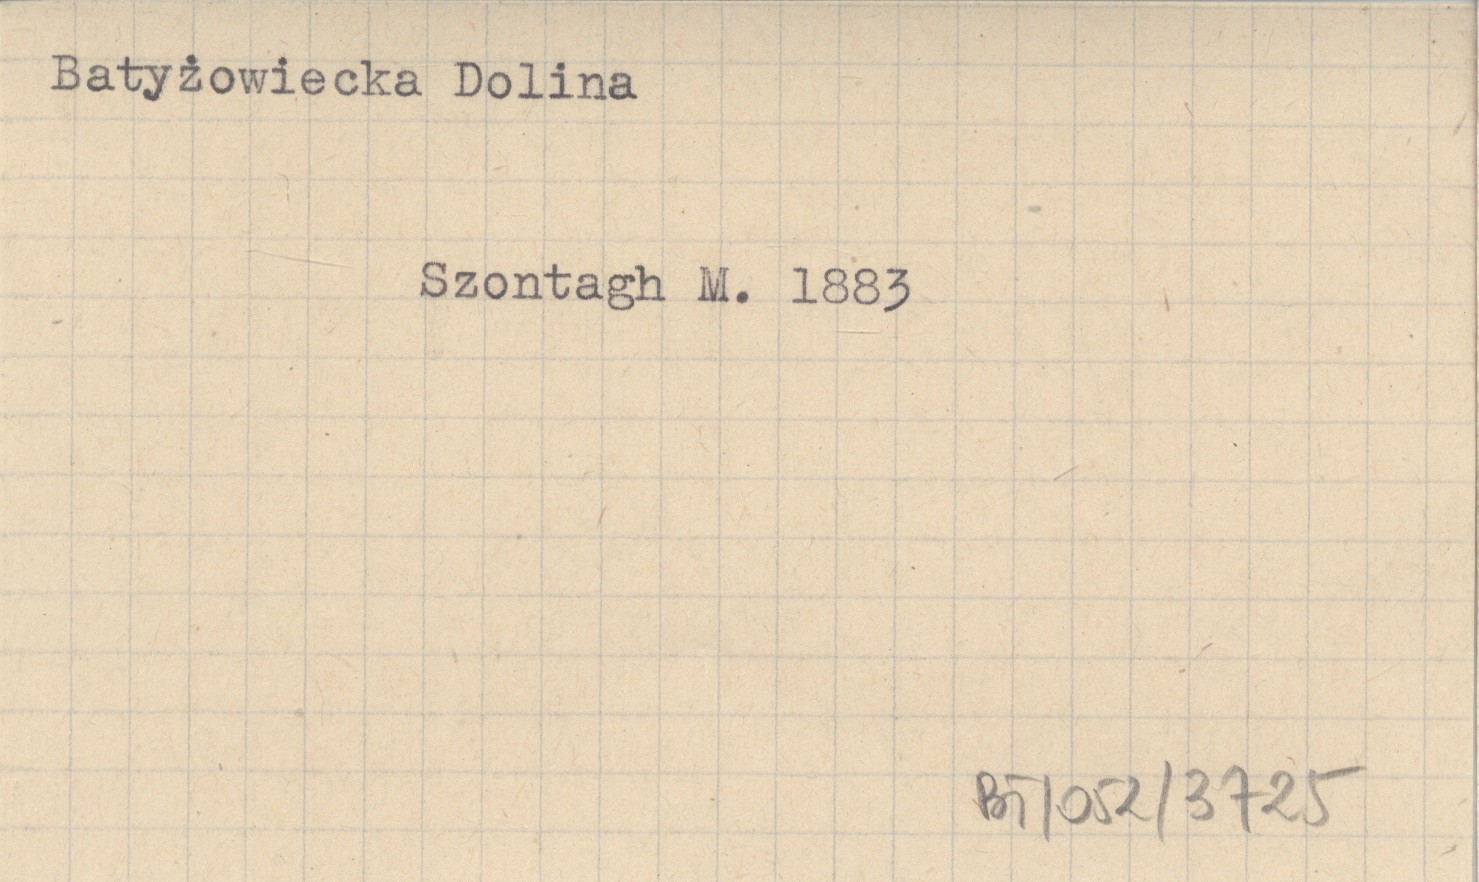 Batyżowiecka Dolina
Szontagh M. 1883
BT/052/3725